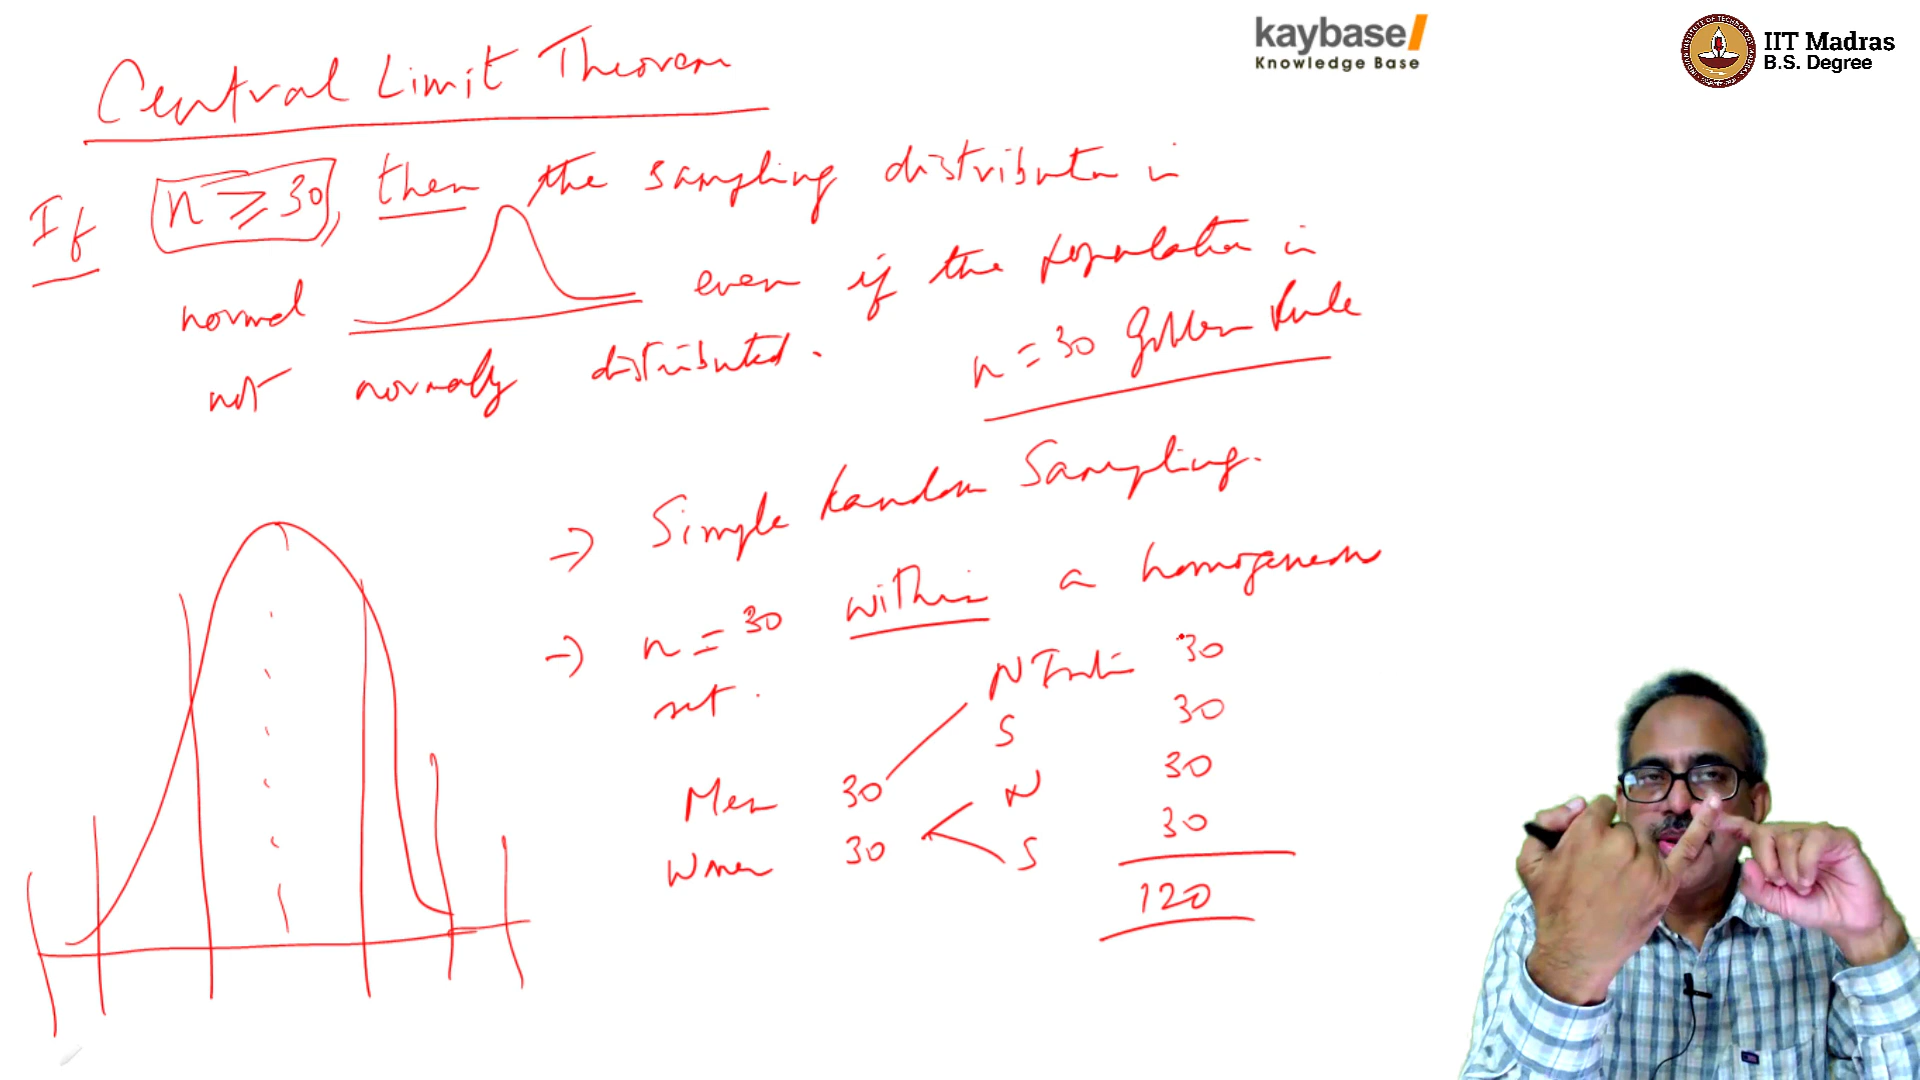 kaybase
Knowledge Base
IIT Madras
B.S. Degree
Central Limit Theorem
If n ≥ 30, then the sampling distribution is
normal even if the population is
not normally distributed.
n = 30 Golden Rule
→ Simple Random Sampling.
→ n = 30 within a homogeneous
set.
Men 30
Women 30
N India 30
S 30
N 30
S 30
120